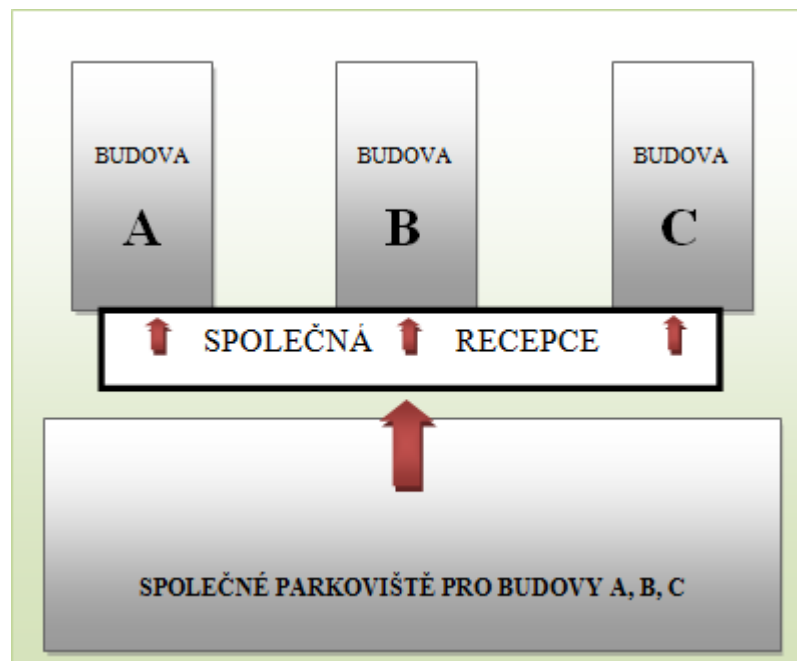 BUDOVA
A
BUDOVA
B
BUDOVA
C
SPOLEČNÁ RECEPCE
SPOLEČNÉ PARKOVIŠTĚ PRO BUDOVY A, B, C